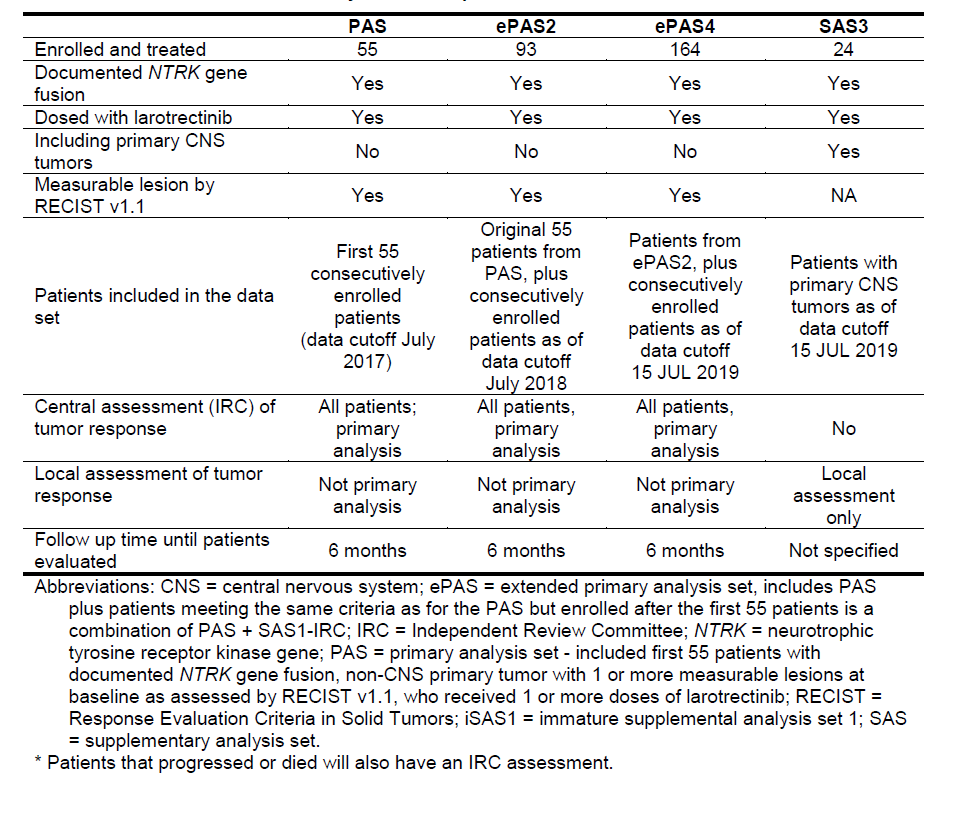 PAS ePAS2 ePAS4 SAS3
Enrolled and treated 55 93 164 24
Documented NTRK gene
fusion Yes Yes Yes Yes
Dosed with larotrectinib Yes Yes Yes Yes
Including primary CNS
tumors No No No Yes
Measurable lesion by
RECIST v1.1 Yes Yes Yes NA
Patients included in the data
set
First 55
consecutively
enrolled
patients
(data cutoff July
2017)
Original 55
patients from
PAS, plus
consecutively
enrolled
patients as of
data cutoff
July 2018
Patients from
ePAS2, plus
consecutively
enrolled
patients as of
data cutoff
15 JUL 2019
Patients with
primary CNS
tumors as of
data cutoff
15 JUL 2019
Central assessment (IRC) of
tumor response
All patients;
primary
analysis
All patients,
primary
analysis
All patients,
primary
analysis
No
Local assessment of tumor
response
Not primary
analysis
Not primary
analysis
Not primary
analysis
Local
assessment
only
Follow up time until patients
evaluated 6 months 6 months 6 months Not specified
Abbreviations: CNS = central nervous system; ePAS = extended primary analysis set, includes PAS
plus patients meeting the same criteria as for the PAS but enrolled after the first 55 patients is a
combination of PAS + SAS1-IRC; IRC = Independent Review Committee; NTRK = neurotrophic
tyrosine receptor kinase gene; PAS = primary analysis set - included first 55 patients with
documented NTRK gene fusion, non-CNS primary tumor with 1 or more measurable lesions at
baseline as assessed by RECIST v1.1, who received 1 or more doses of larotrectinib; RECIST =
Response Evaluation Criteria in Solid Tumors; iSAS1 = immature supplemental analysis set 1; SAS
= supplementary analysis set.
* Patients that progressed or died will also have an IRC assessment.